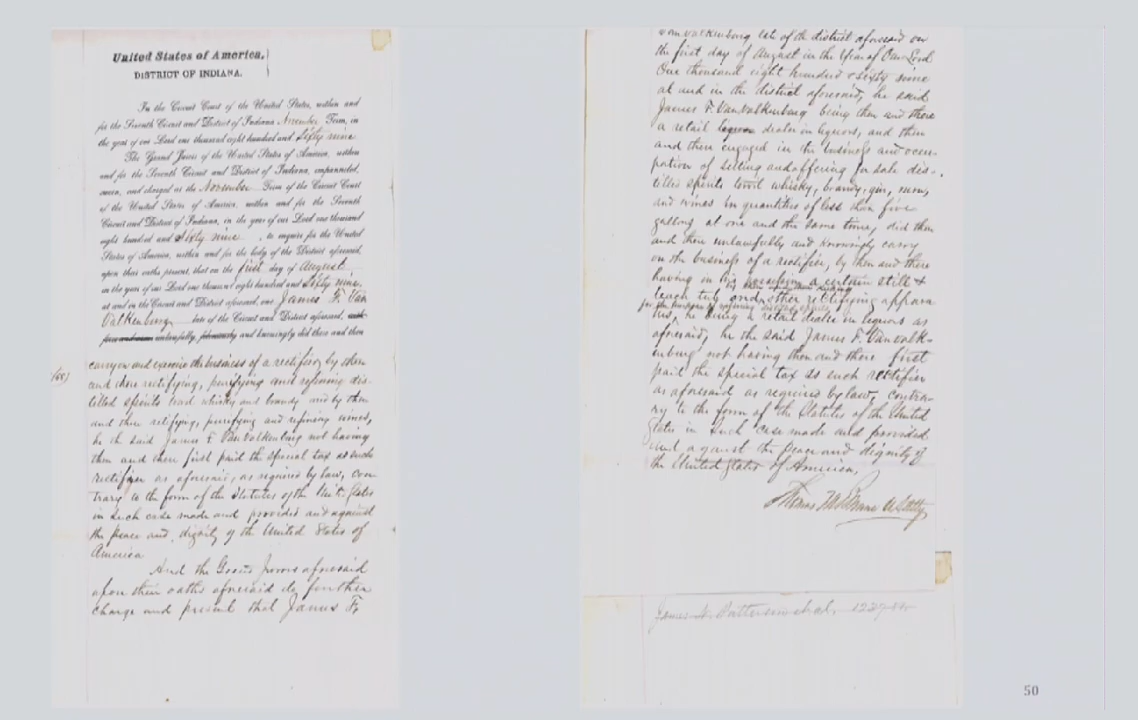 United States of America,
DISTRICT OF INDIANA.
In the Circuit Court of the United States, within and
for the Seventh Circuit and District of Indiana November Term, in
the year of our Lord one thousand eight hundred and Sixty nine
The Grand Jurors of the United States of America, within
and for the Seventh Circuit and District of Indiana, empanneled,
sworn, and charged at the November Term of the Circuit Court
of the United States of America, within and for the Seventh
Circuit and District of Indiana, in the year of our Lord one thousand
eight hundred and Sixty nine, to inquire for the United
States of America, within and for the body of the District aforesaid,
upon their oaths present, that on the first day of August
in the year of our Lord one thousand eight hundred and Sixty nine,
at and in the Circuit and District aforesaid, one James F. Van
Valkenburg late of the Circuit and District aforesaid,
unlawfully, and knowingly did there and then
carry on and exercise the business of a rectifier by then
and there rectifying, purifying and refining dis-
tilled spirits towit whisky and brandy and by then
and there rectifying, purifying and refining wines,
he the said James F. VanValkenburg not having
then and there first paid the special tax as such
rectifier as aforesaid, as required by law, con
trary to the form of the Statutes of the United States
in such case made and provided and against
the peace and dignity of the United States of
America
And the Grand Jurors aforesaid
upon their oaths aforesaid do further
charge and present that James F.
VanValkenburg late of the district aforesaid on
the first day of August in the Year of Our Lord
One thousand eight hundred & sixty nine
at and in the district aforesaid, he said
James F. VanValkenburg being then and there
a retail liquor dealer in liquors, and then
and there engaged in the business and occu-
pation of selling and offering for sale dis-
tilled spirits towit whisky, brandy, gin, rum,
and wines in quantities of less than five
gallons at one and the same time, did then
and there unlawfully and knowingly carry
on the business of a rectifier, by then and there
having in his a certain still &
leach tub and other rectifying appara
for the purpose of refining distilled spirits
tus, he being a retail dealer in liquors as
aforesaid, he the said James F. Vanvalk-
enburg not having then and there first
paid the special tax as such rectifier
as aforesaid as required by law, contra-
ry to the form of the Statutes of the United
States in such case made and provided
and against the peace and dignity of
the United States of America.
Thomas M Browne U S Atty
James N.
50